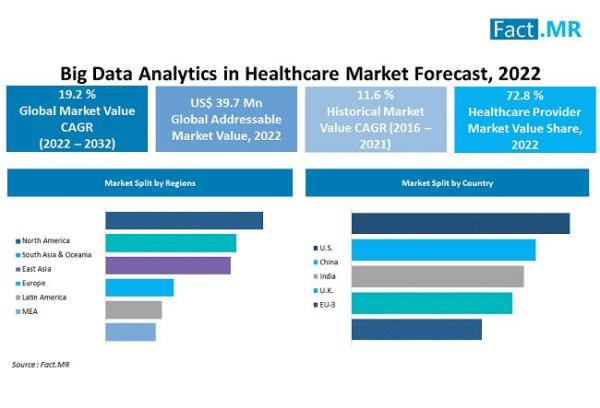 Fact.MR
Big Data Analytics in Healthcare Market Forecast, 2022
19.2 %
Global Market Value
CAGR
(2022 – 2032)
US$ 39.7 Mn
Global Addressable
Market Value, 2022
11.6 %
Historical Market
Value CAGR (2016 –
2021)
72.8 %
Healthcare Provider
Market Value Share,
2022
Market Split by Regions
North America
South Asia & Oceania
East Asia
Europe
Latin America
MEA
Market Split by Country
U.S.
China
India
U.K.
EU-3
Source : Fact.MR